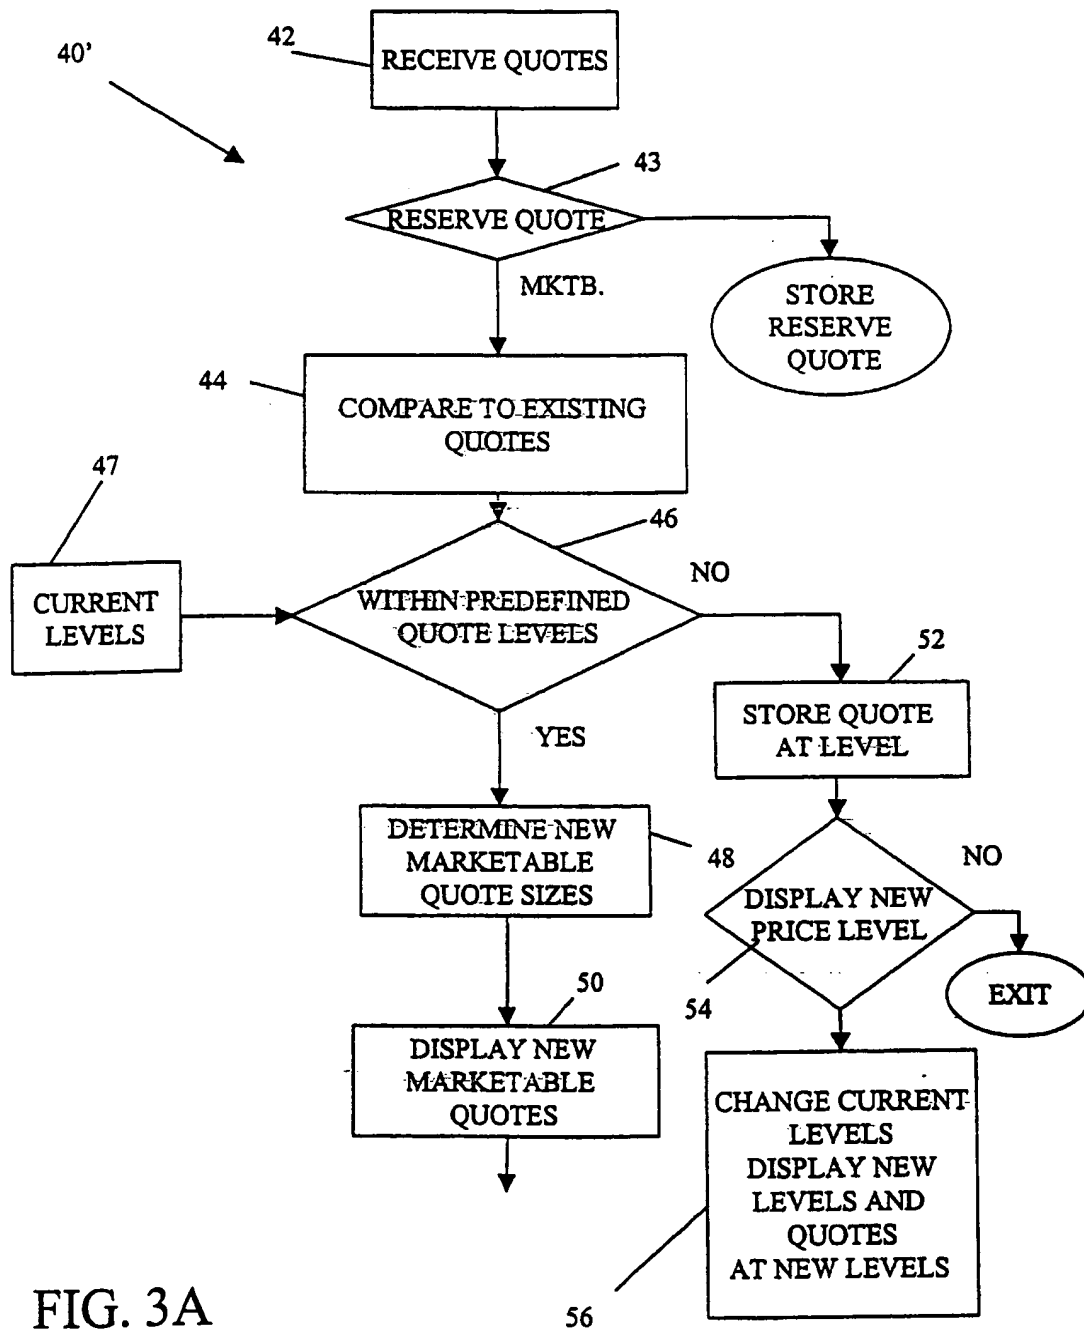 42
RECEIVE QUOTES
40’
43
RESERVE QUOTE
MKTB.
STORE
RESERVE
QUOTE
44
COMPARE TO EXISTING
QUOTES
47
46
NO
CURRENT
LEVELS
WITHIN PREDEFINED
QUOTE LEVELS
52
STORE QUOTE
AT LEVEL
YES
DETERMINE NEW
MARKETABLE
QUOTE SIZES
48
NO
DISPLAY NEW
PRICE LEVEL
54
EXIT
50
DISPLAY NEW
MARKETABLE
QUOTES
CHANGE CURRENT
LEVELS
DISPLAY NEW
LEVELS AND
QUOTES
AT NEW LEVELS
56
FIG. 3A